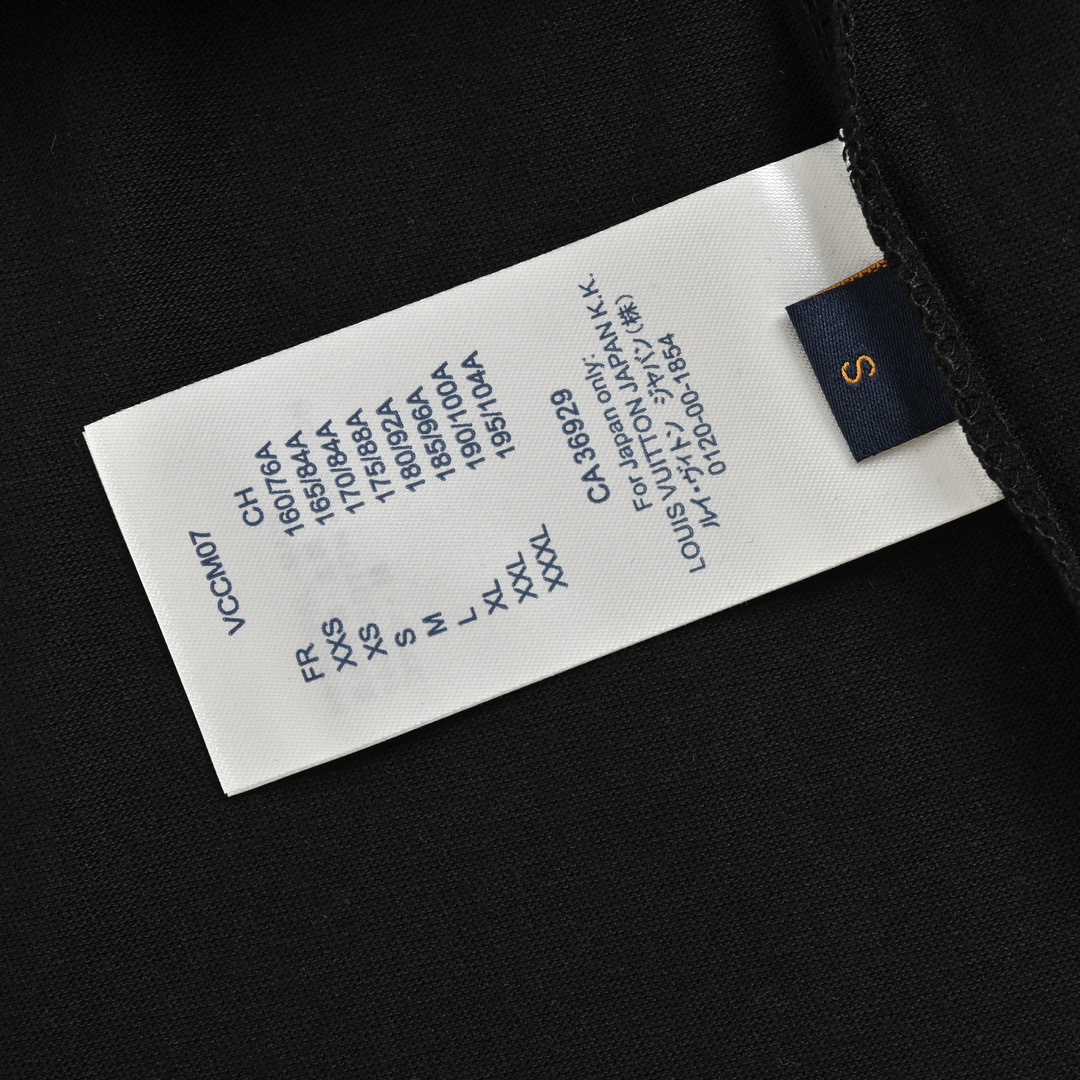 VCCM07
FR CH
XXS 160/76A
XS 165/84A
S 170/84A
M 175/88A
L 180/92A
XL 185/96A
XXL 190/100A
XXXL 195/104A
CA 36929
For Japan only:
LOUIS VUITTON JAPAN K.K.
ルイ・ヴィトン ジャパン(株)
0120-00-1854
S